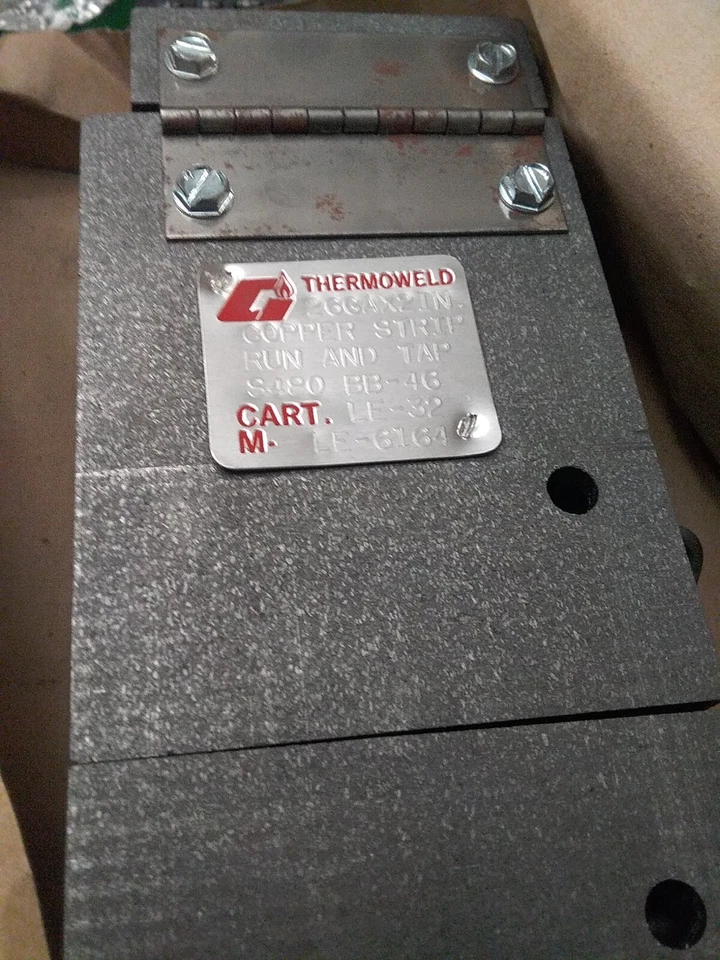 THERMOWELD
26GAX2IN.
COPPER STRIP
RUN AND TAP
S480 BB-46
CART. LE-32
M- LE-6164